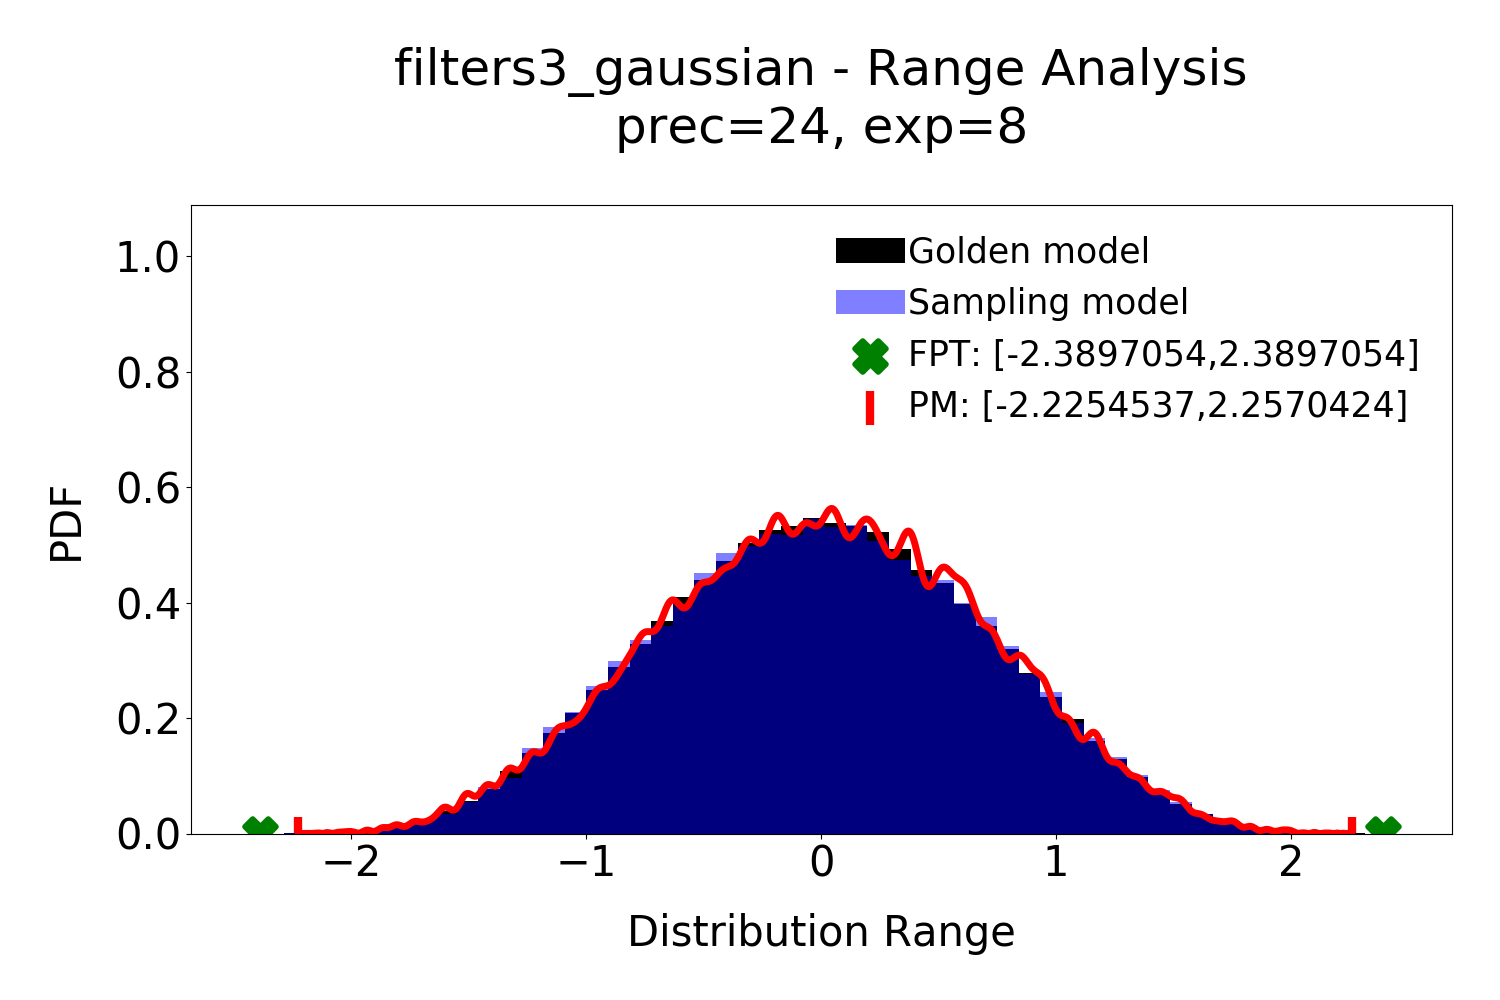 filters3_gaussian - Range Analysis
prec=24, exp=8
1.0
0.8
0.6
0.4
0.2
0.0
PDF
Golden model
Sampling model
FPT: [-2.3897054,2.3897054]
PM: [-2.2254537,2.2570424]
−2 −1 0 1 2
Distribution Range